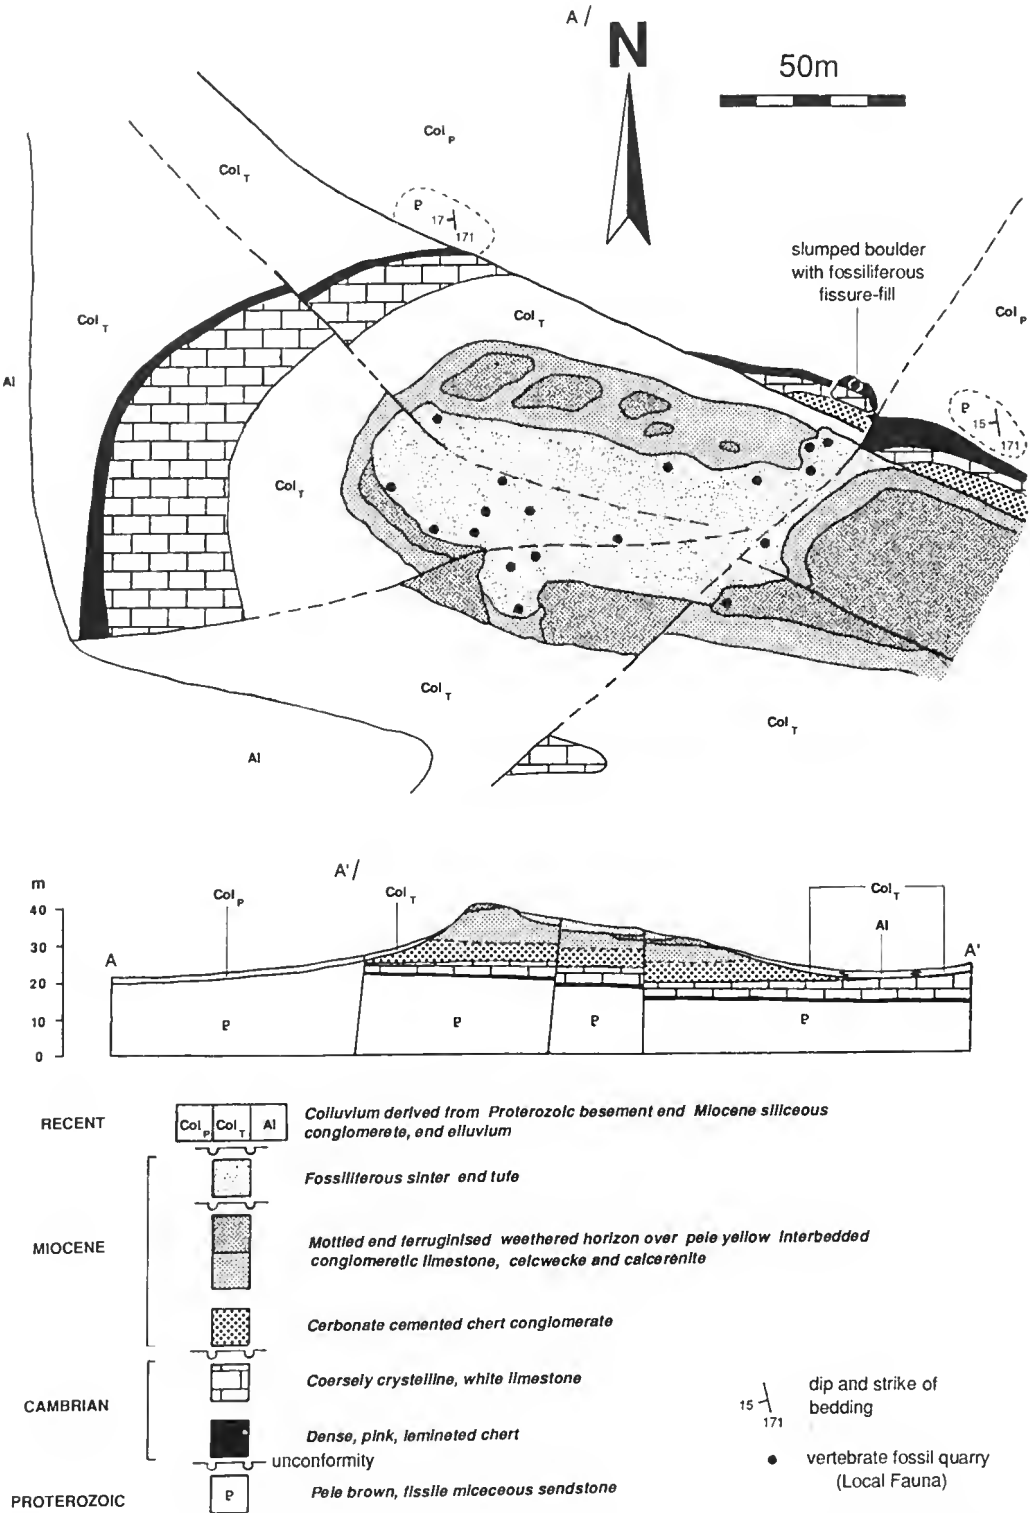 A /
N
50m
Col P
Col T
P
17
171
slumped boulder
with fossiliferous
fissure-fill
Col T
Col T
Col P
Al
P
15
171
Col T
Col T
Col T
Al
A' /
m
Col P
Col T
Col T
40
Al
30
A
A'
20
10
P
P
P
P
0
RECENT
Col P
Col T
Al
Colluvium derived from Proterozoic besement end Miocene siliceous
conglomerete, end elluvium
Fossiliferous sinter end tufe
MIOCENE
Mottled end ferruginised weethered horizon over pele yellow interbedded
conglomeretic limestone, celcwecke and calcerenite
Cerbonate cemented chert conglomerate
Coersely crystelline, white limestone
CAMBRIAN
Dense, pink, lemineted chert
unconformity
PROTEROZOIC
P
Pele brown, fissile miceceous sendstone
15
171
dip and strike of
bedding
vertebrate fossil quarry
(Local Fauna)